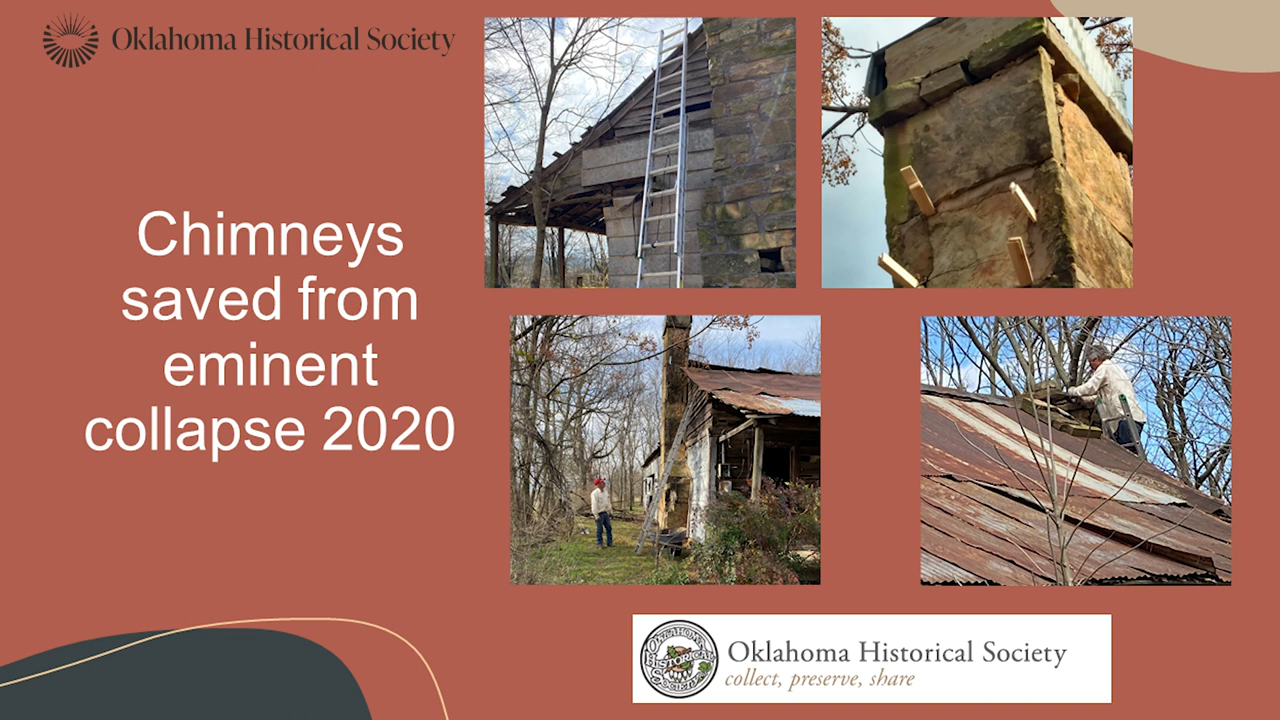 Oklahoma Historical Society
Chimneys
saved from
eminent
collapse 2020
OKLAHOMA
HISTORICAL
SOCIETY
Oklahoma Historical Society
collect, preserve, share